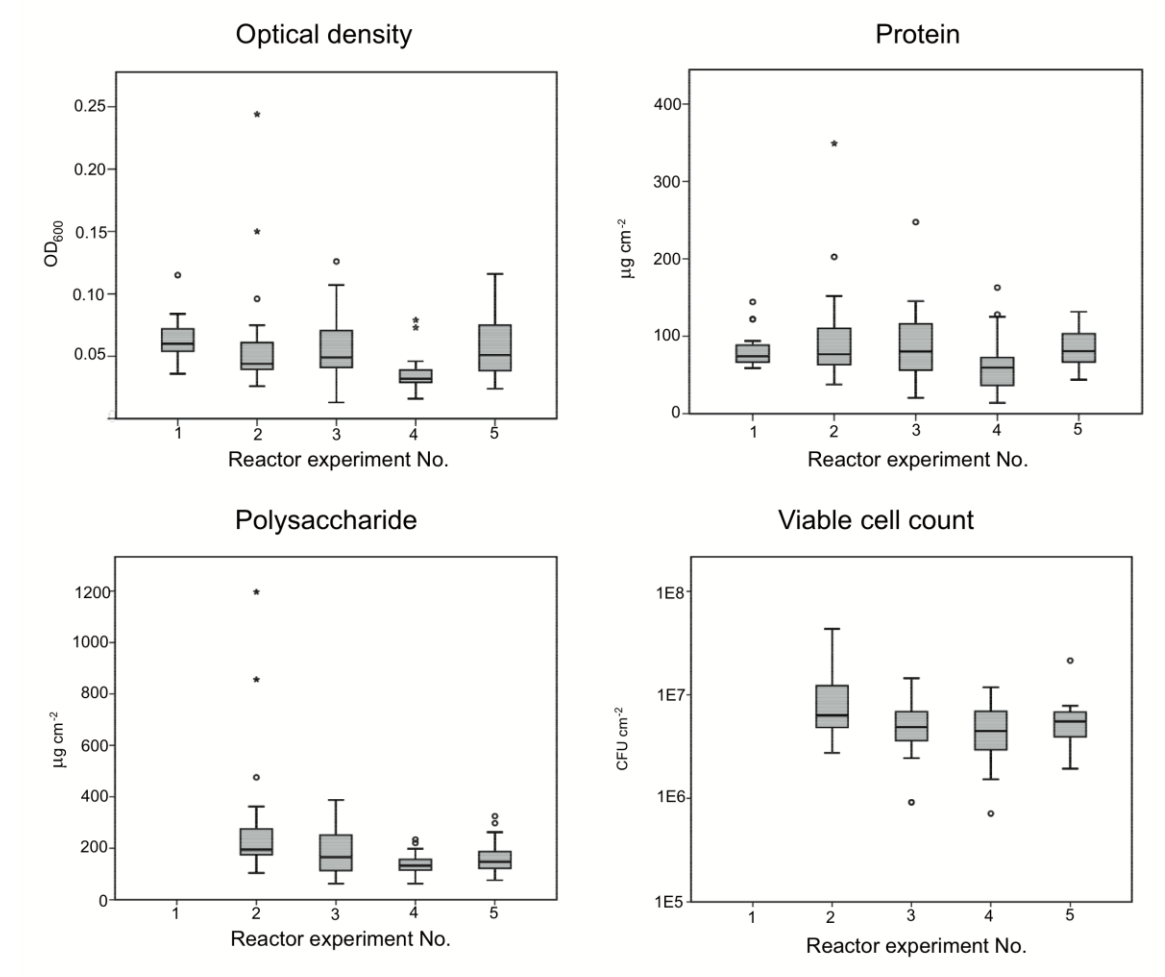 Optical density
0.25
0.20
0.15
0.10
0.05
OD600
1 2 3 4 5
Reactor experiment No.
Protein
400
300
200
100
0
µg cm-2
1 2 3 4 5
Reactor experiment No.
Polysaccharide
1200
1000
800
600
400
200
0
µg cm-2
1 2 3 4 5
Reactor experiment No.
Viable cell count
1E8
1E7
1E6
1E5
CFU cm-2
1 2 3 4 5
Reactor experiment No.